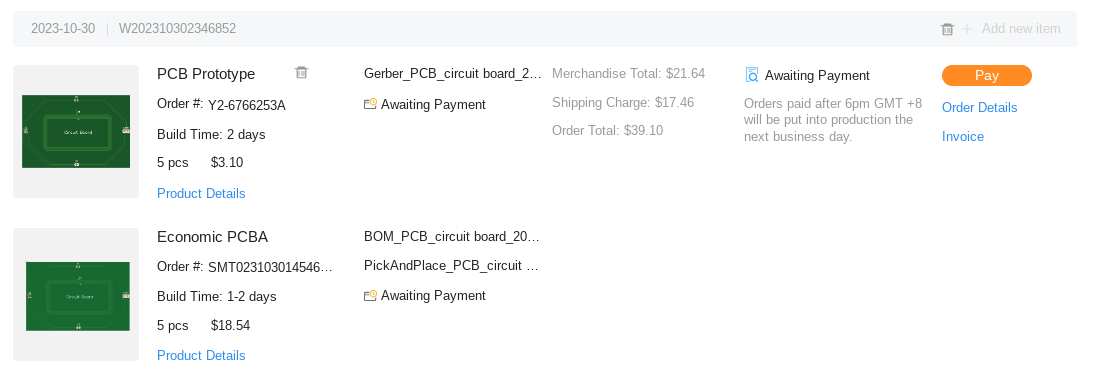 2023-10-30 | W202310302346852
Add new item
PCB Prototype
Order #: Y2-6766253A
Build Time: 2 days
5 pcs $3.10
Product Details
Gerber_PCB_circuit board_2…
Awaiting Payment
Merchandise Total: $21.64
Shipping Charge: $17.46
Order Total: $39.10
Awaiting Payment
Orders paid after 6pm GMT +8
will be put into production the
next business day.
Pay
Order Details
Invoice
Circuit Board
Economic PCBA
Order #: SMT023103014546…
Build Time: 1-2 days
5 pcs $18.54
Product Details
BOM_PCB_circuit board_20…
PickAndPlace_PCB_circuit …
Awaiting Payment
Circuit Board